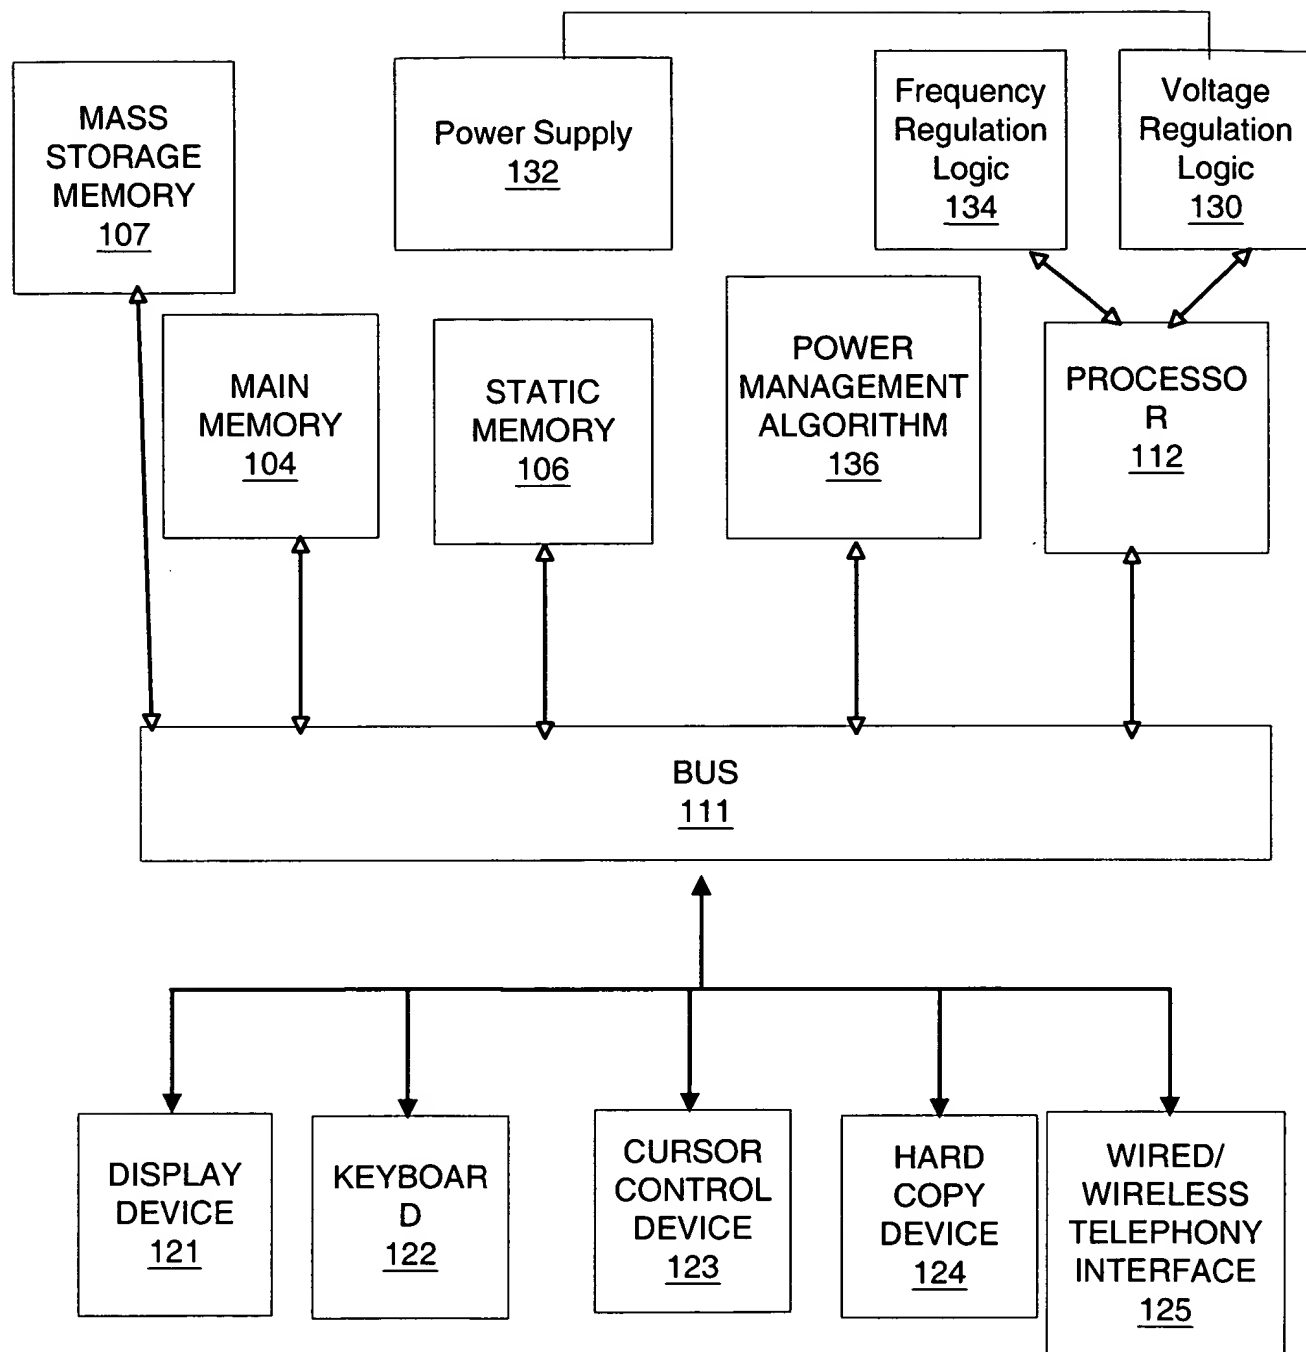 MASS
STORAGE
MEMORY
107
Power Supply
132
Frequency
Regulation
Logic
134
Voltage
Regulation
Logic
130
MAIN
MEMORY
104
STATIC
MEMORY
106
POWER
MANAGEMENT
ALGORITHM
136
PROCESSO
R
112
BUS
111
DISPLAY
DEVICE
121
KEYBOAR
D
122
CURSOR
CONTROL
DEVICE
123
HARD
COPY
DEVICE
124
WIRED/
WIRELESS
TELEPHONY
INTERFACE
125